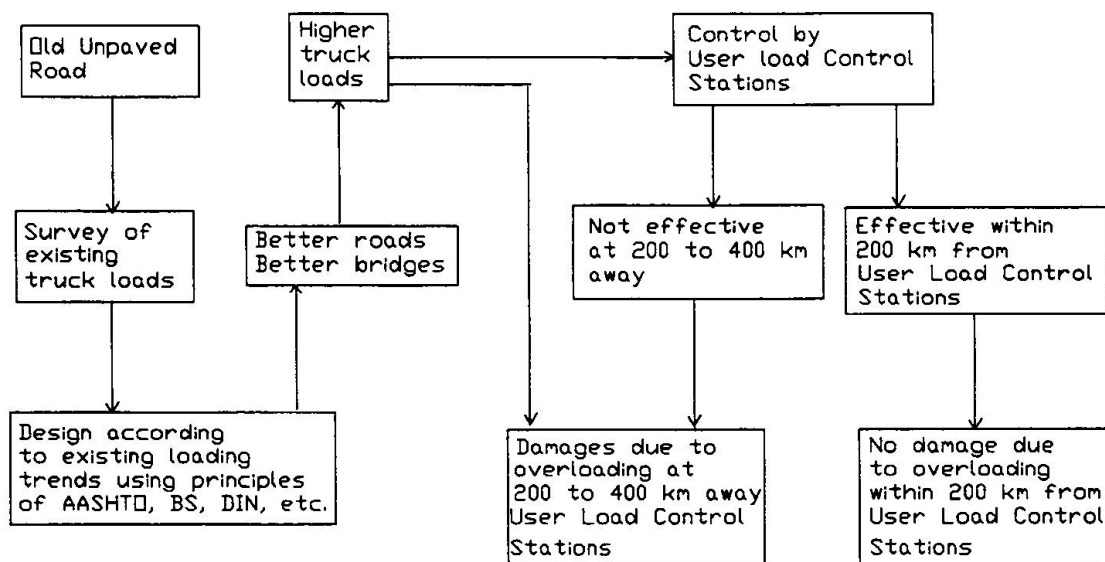 Old Unpaved
Road
Survey of
existing
truck loads
Design according
to existing loading
trends using principles
of AASHTO, BS, DIN, etc.
Better roads
Better bridges
Higher
truck
loads
Control by
User load Control
Stations
Not effective
at 200 to 400 km
away
Effective within
200 km from
User Load Control
Stations
Damages due to
overloading at
200 to 400 km away
User Load Control
Stations
No damage due
to overloading
within 200 km from
User Load Control
Stations